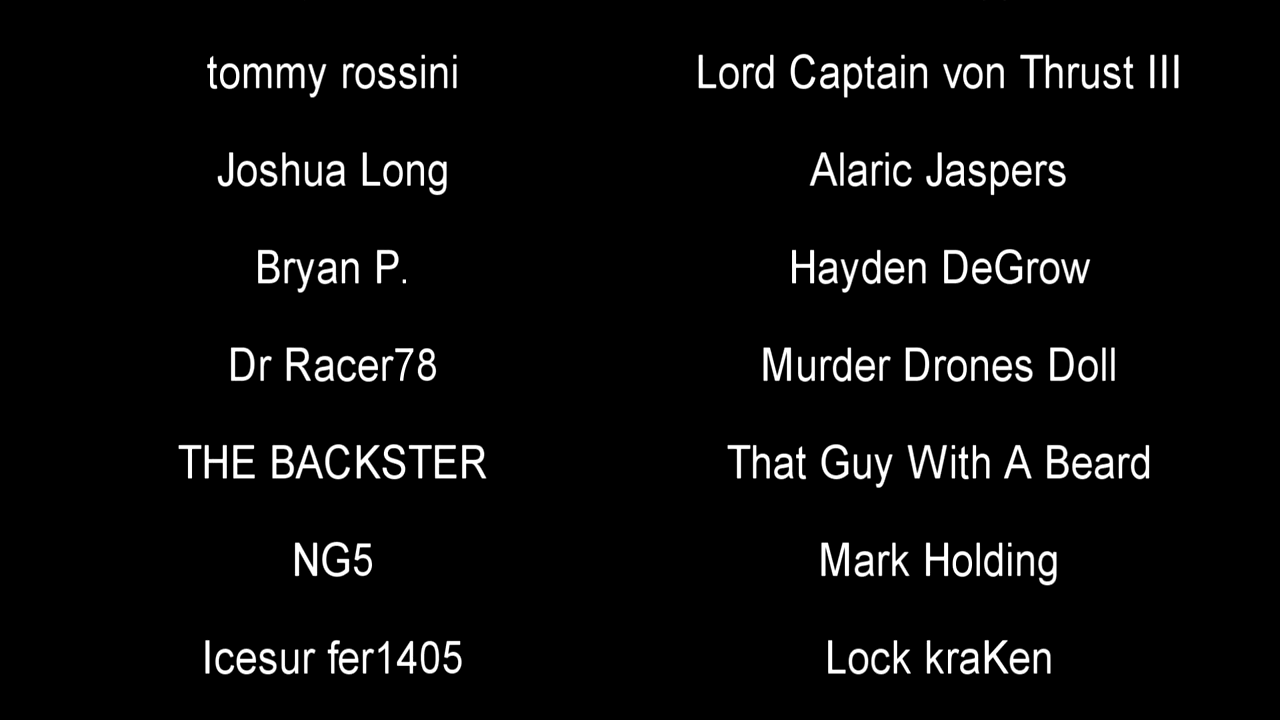 tommy rossini
Lord Captain von Thrust III
Joshua Long
Alaric Jaspers
Bryan P.
Hayden DeGrow
Dr Racer78
Murder Drones Doll
THE BACKSTER
That Guy With A Beard
NG5
Mark Holding
Icesur fer1405
Lock kraKen